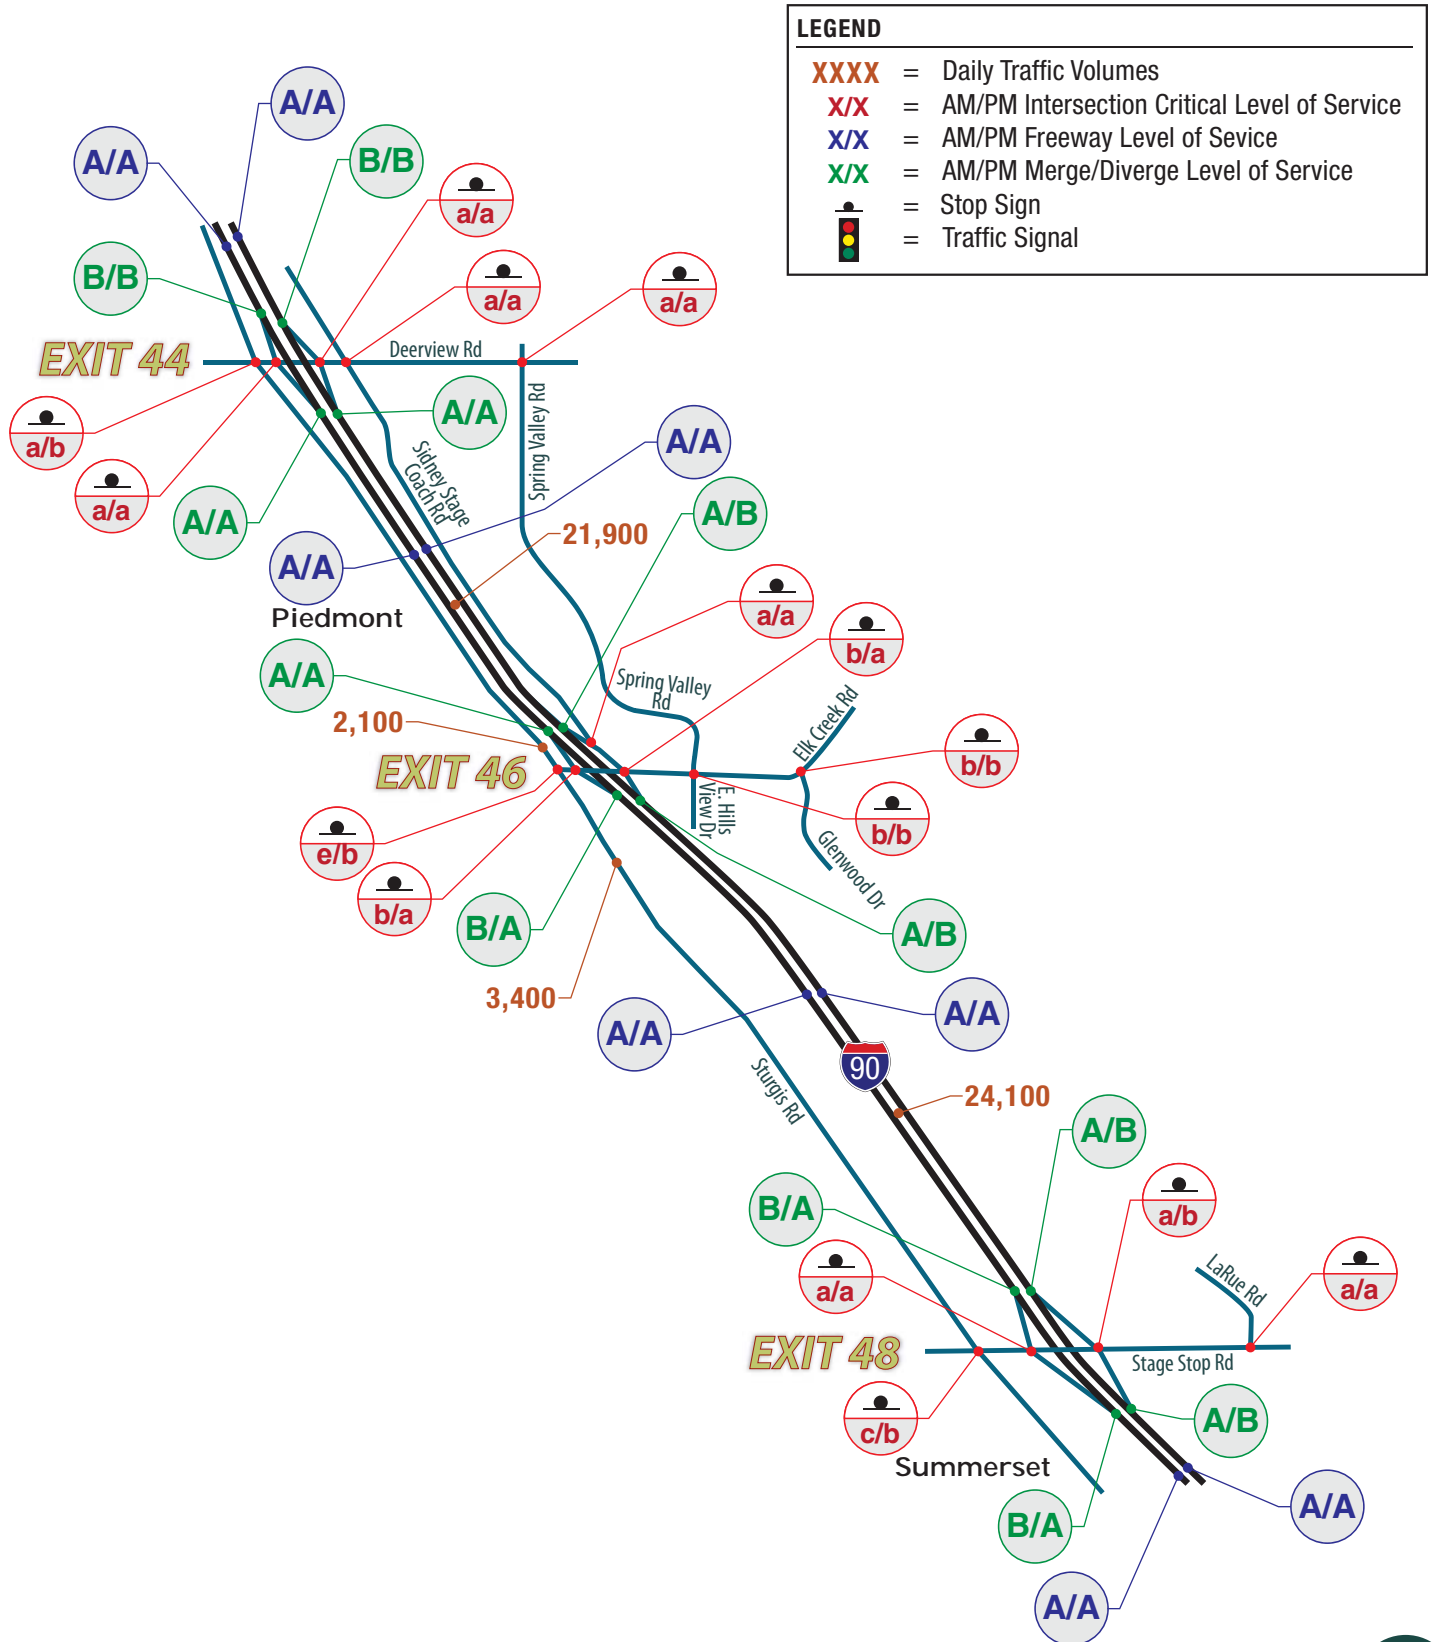 LEGEND
XXXX = Daily Traffic Volumes
X/X = AM/PM Intersection Critical Level of Service
X/X = AM/PM Freeway Level of Sevice
X/X = AM/PM Merge/Diverge Level of Service
= Stop Sign
= Traffic Signal
A/A
A/A
B/B
a/a
B/B
a/a
a/a
EXIT 44
Deerview Rd
a/b
A/A
Spring Valley Rd
a/a
A/A
Sidney Stage
Coach Rd
A/A
A/B
21,900
A/A
Piedmont
a/a
b/a
A/A
Spring Valley
Rd
2,100
Elk Creek Rd
EXIT 46
b/b
E. Hills
View Dr
b/b
e/b
Glenwood Dr
b/a
B/A
A/B
3,400
A/A
A/A
90
Sturgis Rd
24,100
A/B
B/A
a/b
a/a
LaRue Rd
a/a
EXIT 48
Stage Stop Rd
c/b
A/B
Summerset
B/A
A/A
A/A